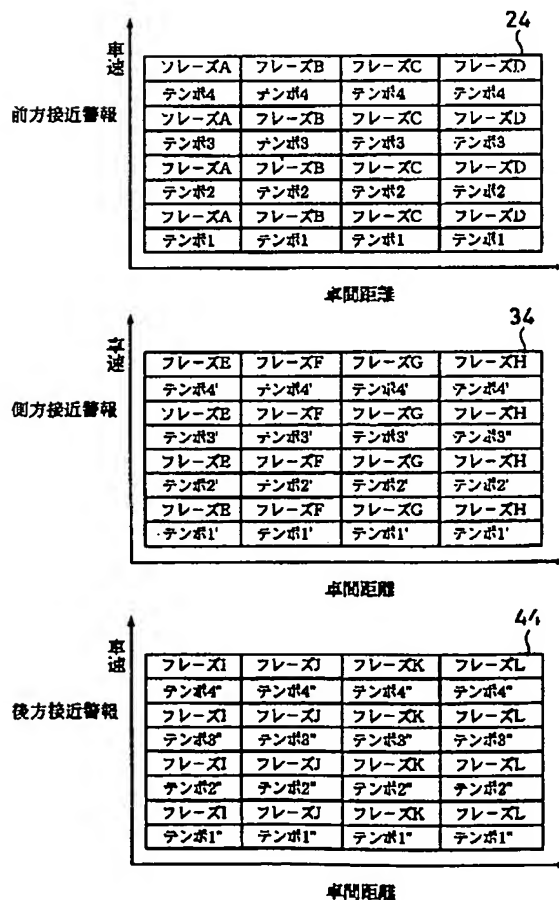 24
車速
フレーズA フレーズB フレーズC フレーズD
テンポ4 テンポ4 テンポ4 テンポ4
前方接近警報
フレーズA フレーズB フレーズC フレーズD
テンポ3 テンポ3 テンポ3 テンポ3
フレーズA フレーズB フレーズC フレーズD
テンポ2 テンポ2 テンポ2 テンポ2
フレーズA フレーズB フレーズC フレーズD
テンポ1 テンポ1 テンポ1 テンポ1
車間距離
34
車速
フレーズE フレーズF フレーズG フレーズH
テンポ4' テンポ4' テンポ4' テンポ4'
側方接近警報
フレーズE フレーズF フレーズG フレーズH
テンポ3' テンポ3' テンポ3' テンポ3"
フレーズE フレーズF フレーズG フレーズH
テンポ2' テンポ2' テンポ2' テンポ2'
フレーズE フレーズF フレーズG フレーズH
テンポ1' テンポ1' テンポ1' テンポ1'
車間距離
44
車速
フレーズI フレーズJ フレーズK フレーズL
テンポ4" テンポ4" テンポ4" テンポ4"
後方接近警報
フレーズI フレーズJ フレーズK フレーズL
テンポ3" テンポ3" テンポ3" テンポ3"
フレーズI フレーズJ フレーズK フレーズL
テンポ2" テンポ2" テンポ2" テンポ2"
フレーズI フレーズJ フレーズK フレーズL
テンポ1" テンポ1" テンポ1" テンポ1"
車間距離